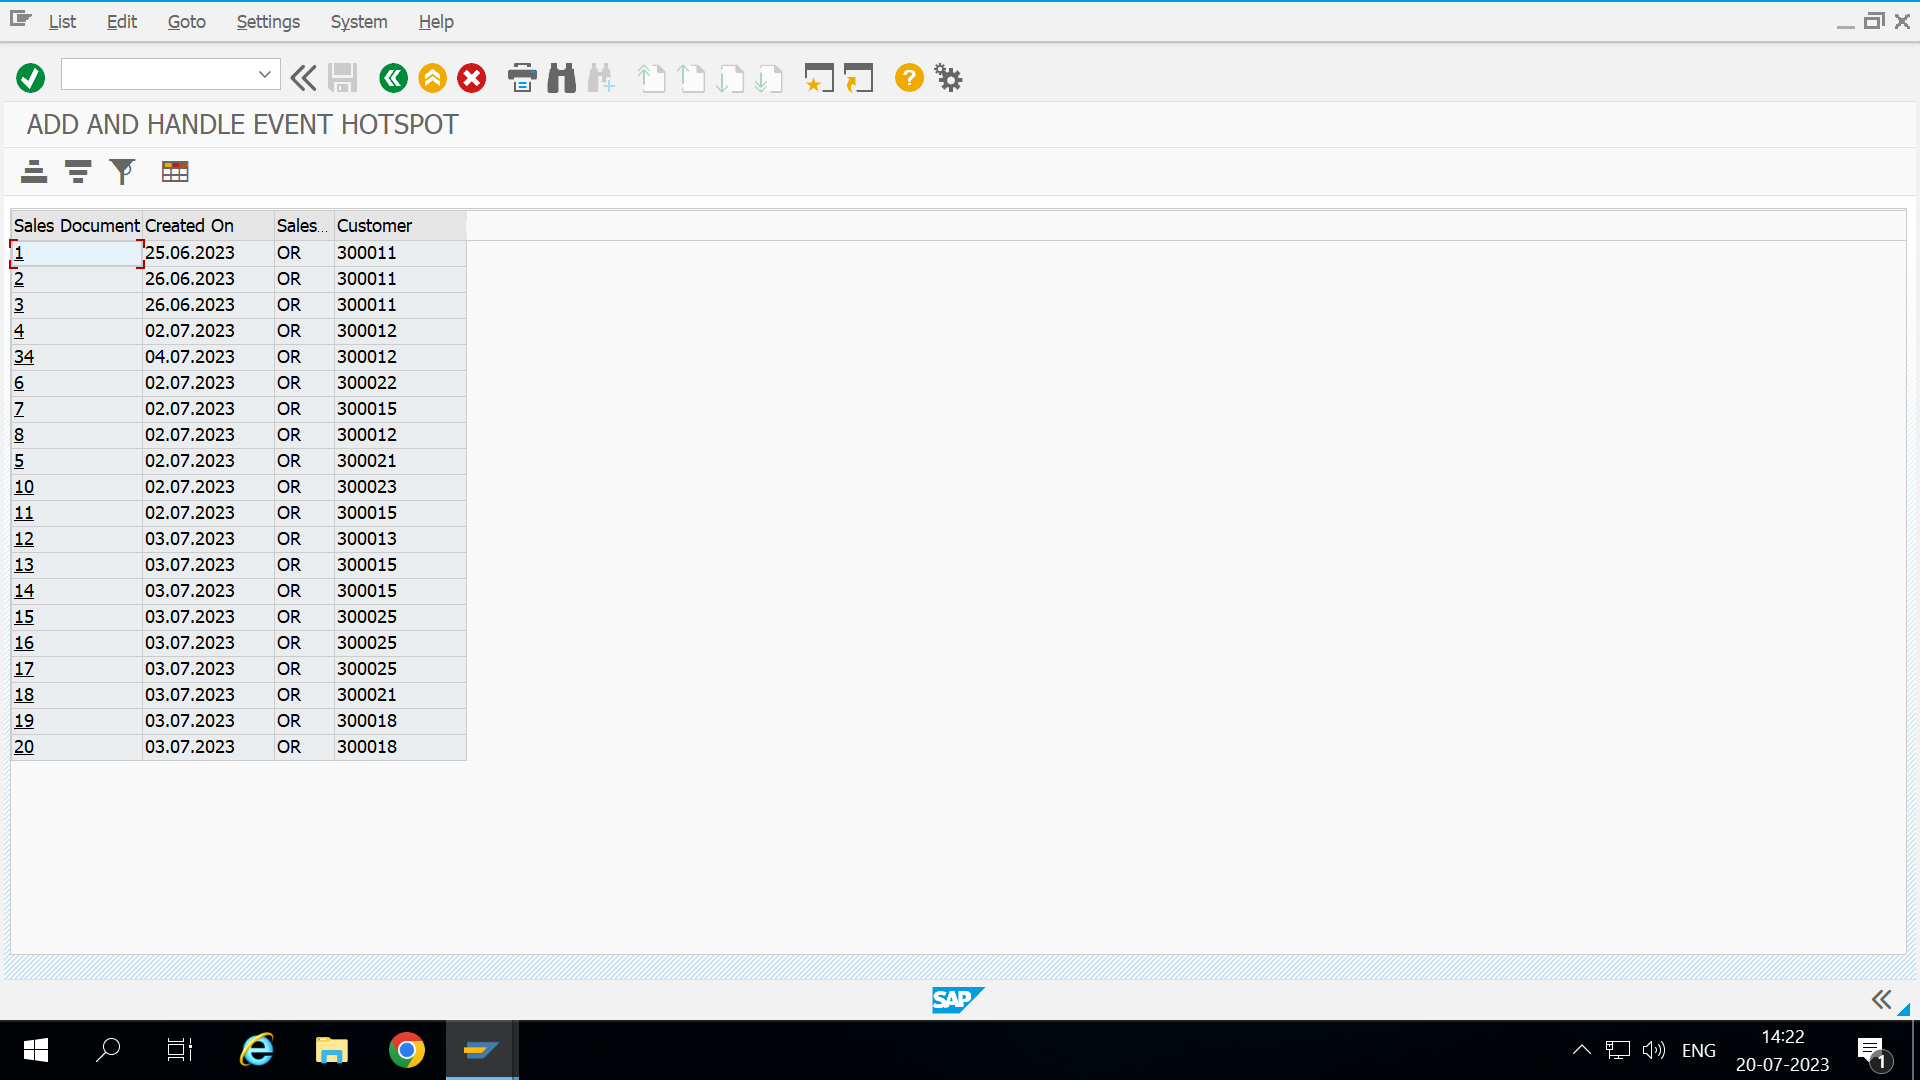 List Edit Goto Settings System Help
ADD AND HANDLE EVENT HOTSPOT
Sales Document Created On Sales... Customer
1 25.06.2023 OR 300011
2 26.06.2023 OR 300011
3 26.06.2023 OR 300011
4 02.07.2023 OR 300012
34 04.07.2023 OR 300012
6 02.07.2023 OR 300022
7 02.07.2023 OR 300015
8 02.07.2023 OR 300012
5 02.07.2023 OR 300021
10 02.07.2023 OR 300023
11 02.07.2023 OR 300015
12 03.07.2023 OR 300013
13 03.07.2023 OR 300015
14 03.07.2023 OR 300015
15 03.07.2023 OR 300025
16 03.07.2023 OR 300025
17 03.07.2023 OR 300025
18 03.07.2023 OR 300021
19 03.07.2023 OR 300018
20 03.07.2023 OR 300018
SAP
ENG
14:22
20-07-2023
1